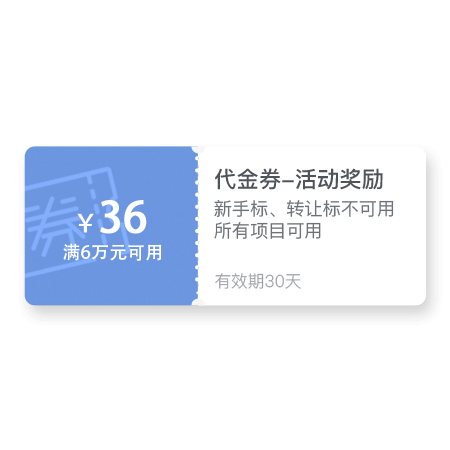 券
¥36
满6万元可用
代金券-活动奖励
新手标、转让标不可用
所有项目可用
有效期30天